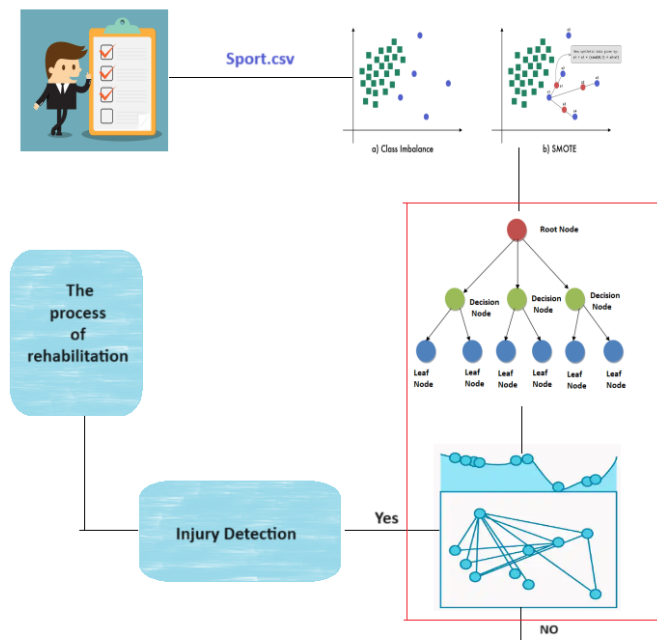 Sport.csv
a) Class Imbalance
b) SMOTE
Root Node
Decision
Node
Decision
Node
Decision
Node
Leaf
Node
Leaf
Node
Leaf
Node
Leaf
Node
Leaf
Node
Leaf
Node
The
process
of
rehabilitation
Injury Detection
Yes
NO